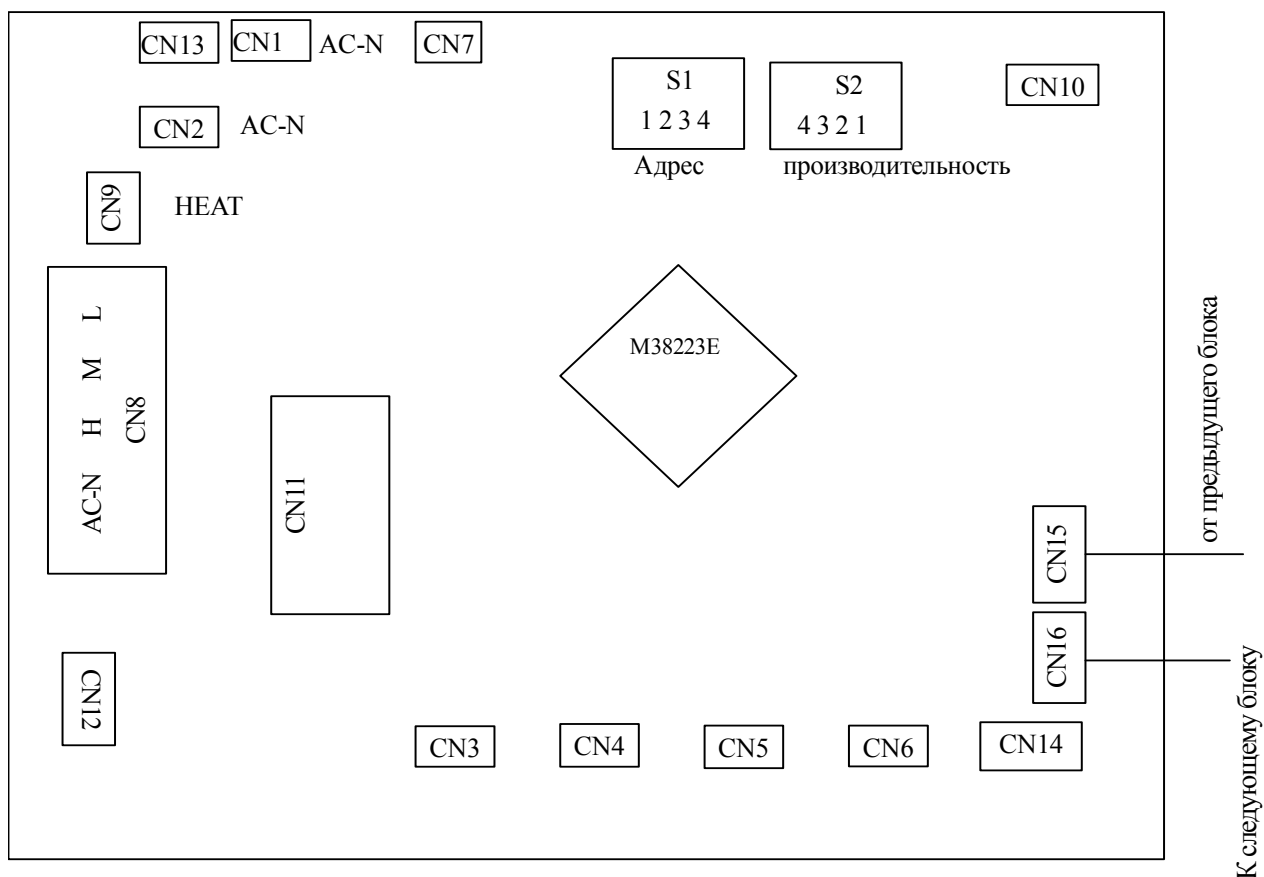 CN13 CN1 AC-N CN7
S1
1 2 3 4
Адрес
S2
4 3 2 1
производительность
CN10
CN2 AC-N
CN9 HEAT
AC-N H M L
CN8
CN11
M38223E
от предыдущего блока
CN15
CN16
К следующему блоку
CN12
CN3 CN4 CN5 CN6 CN14